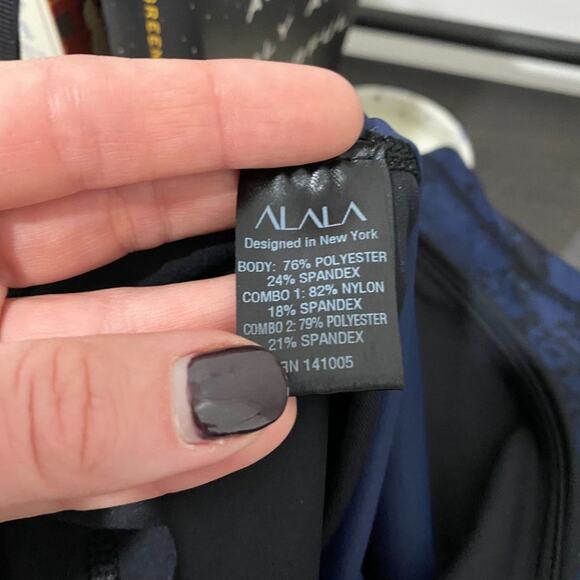 GREEN
ALALA
Designed in New York
BODY: 76% POLYESTER
24% SPANDEX
COMBO 1: 82% NYLON
18% SPANDEX
COMBO 2: 79% POLYESTER
21% SPANDEX
141005